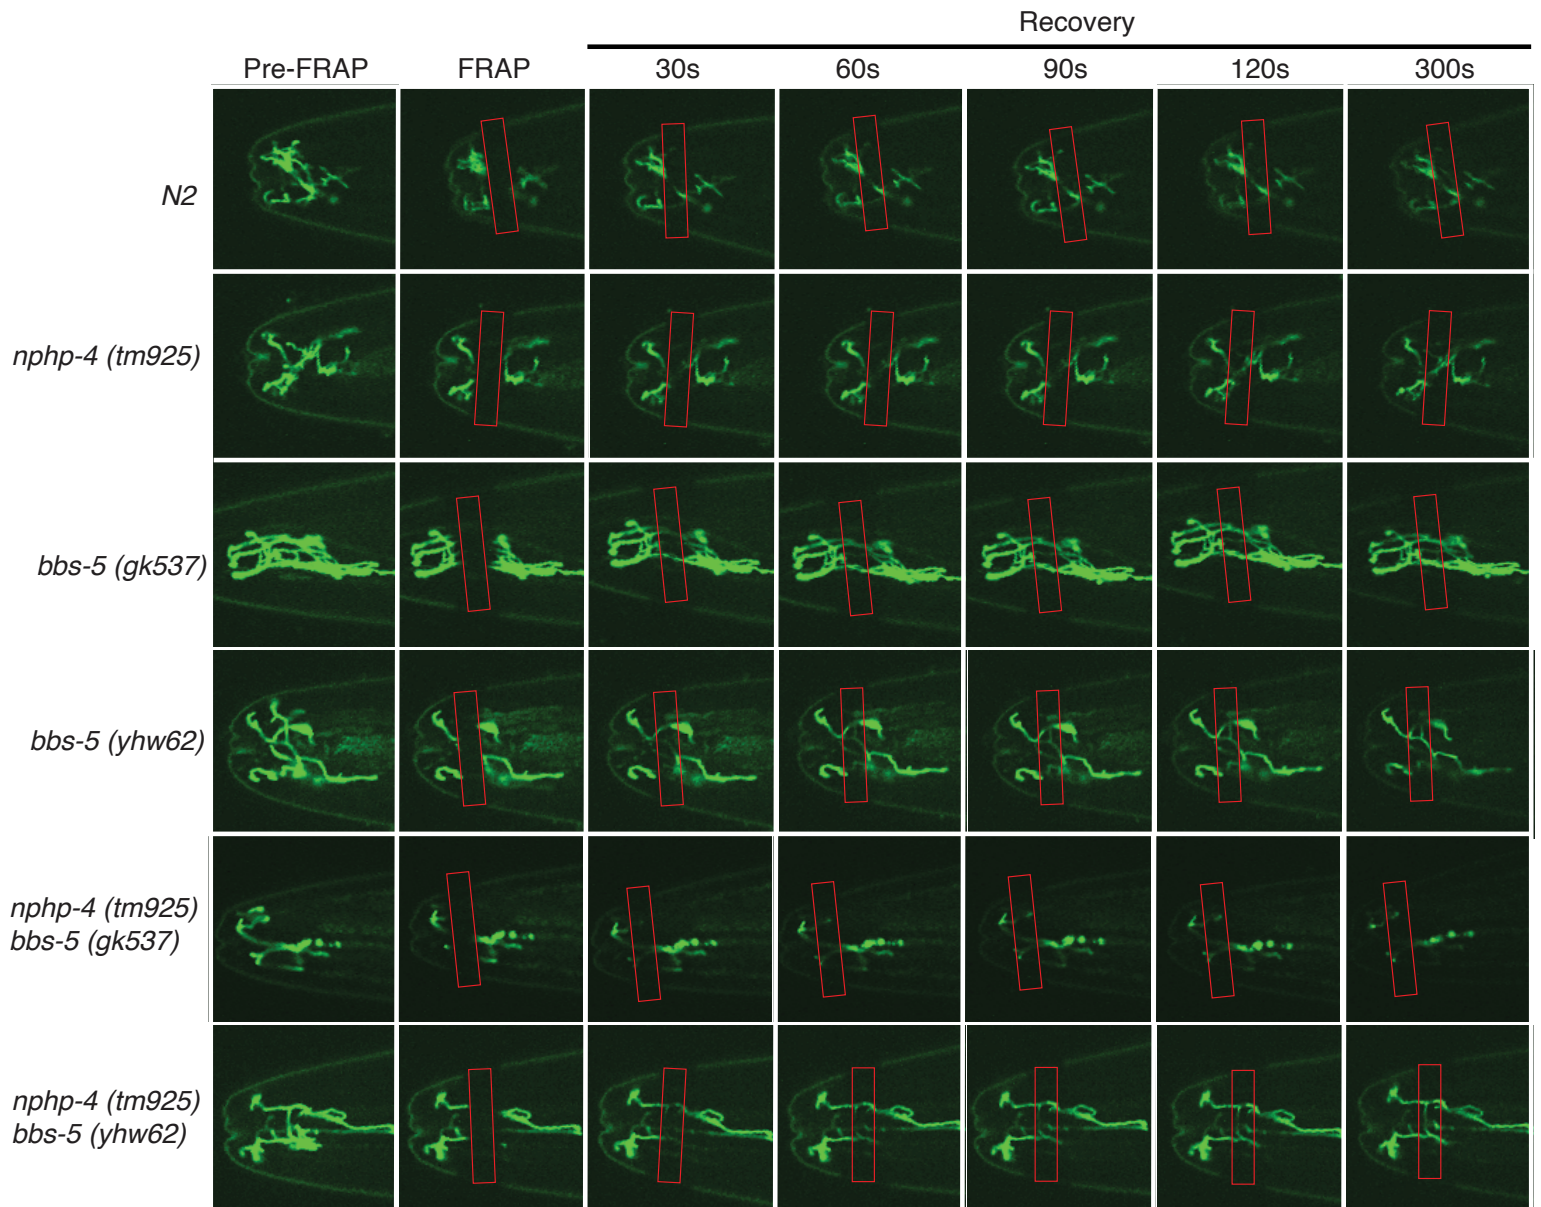 Recovery
Pre-FRAP FRAP 30s 60s 90s 120s 300s
N2
nphp-4 (tm925)
bbs-5 (gk537)
bbs-5 (yhw62)
nphp-4 (tm925)
bbs-5 (gk537)
nphp-4 (tm925)
bbs-5 (yhw62)